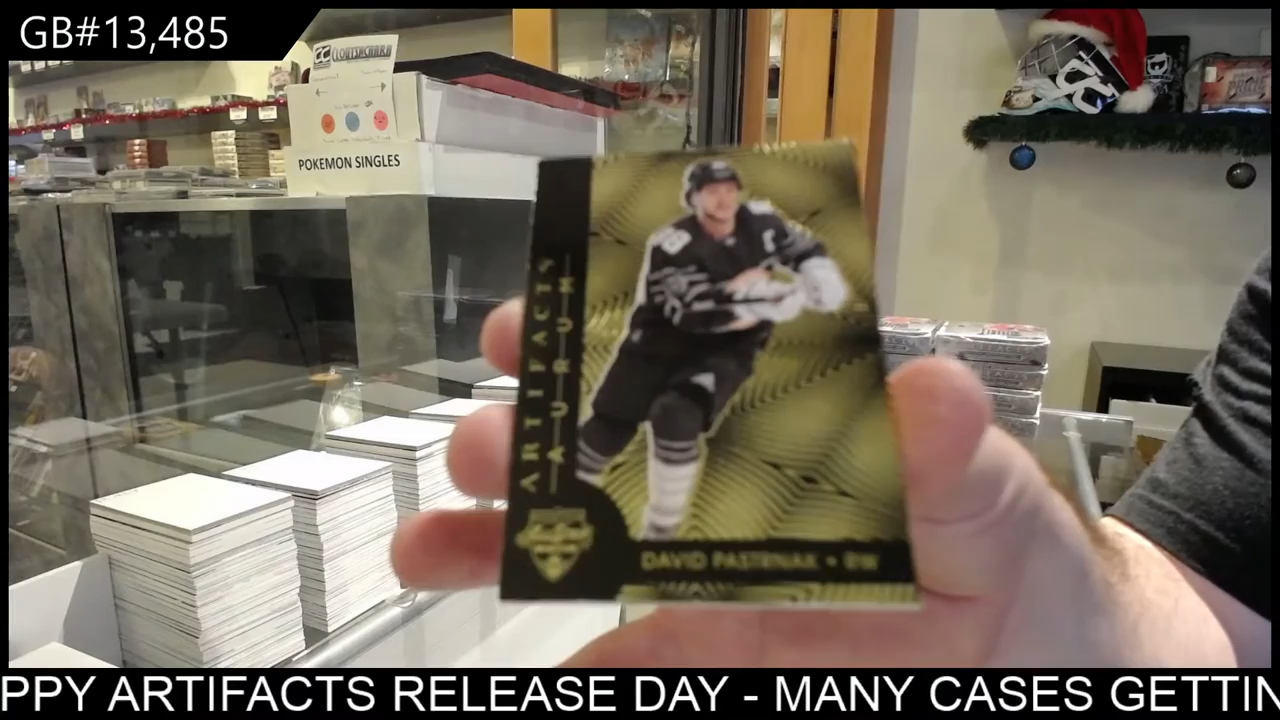 GB#13,485
POKEMON SINGLES
ARTIFACTS
AURUM
DAVID PASTRNAK • RW
PPY ARTIFACTS RELEASE DAY - MANY CASES GETTIN